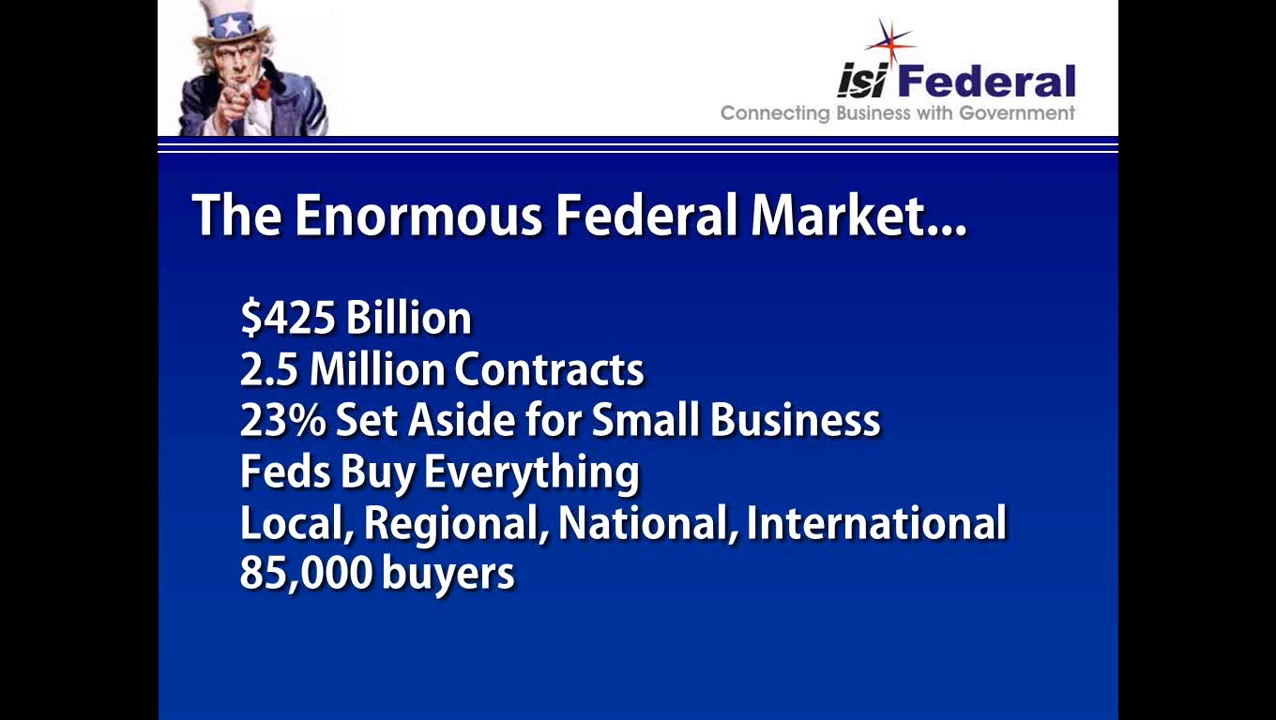 isi Federal
Connecting Business with Government
The Enormous Federal Market...
$425 Billion
2.5 Million Contracts
23% Set Aside for Small Business
Feds Buy Everything
Local, Regional, National, International
85,000 buyers